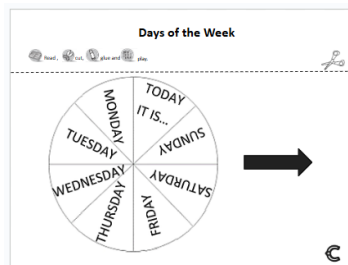 Days of the Week
Read, cut, glue and play.
TODAY
IT IS...
SUNDAY
SATURDAY
FRIDAY
THURSDAY
WEDNESDAY
TUESDAY
MONDAY